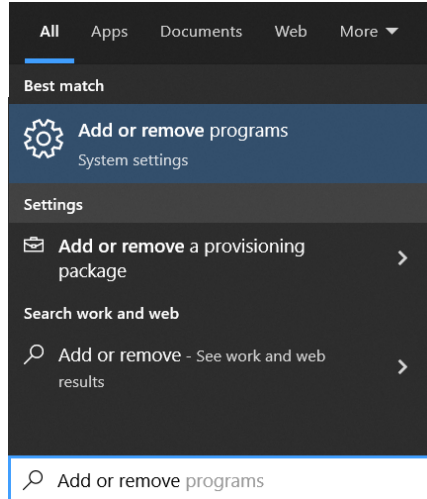 All Apps Documents Web More
Best match
Add or remove programs
System settings
Settings
Add or remove a provisioning
package
Search work and web
Add or remove - See work and web
results
Add or remove programs